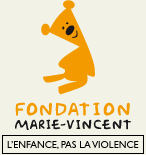 FONDATION
MARIE-VINCENT
L'ENFANCE, PAS LA VIOLENCE